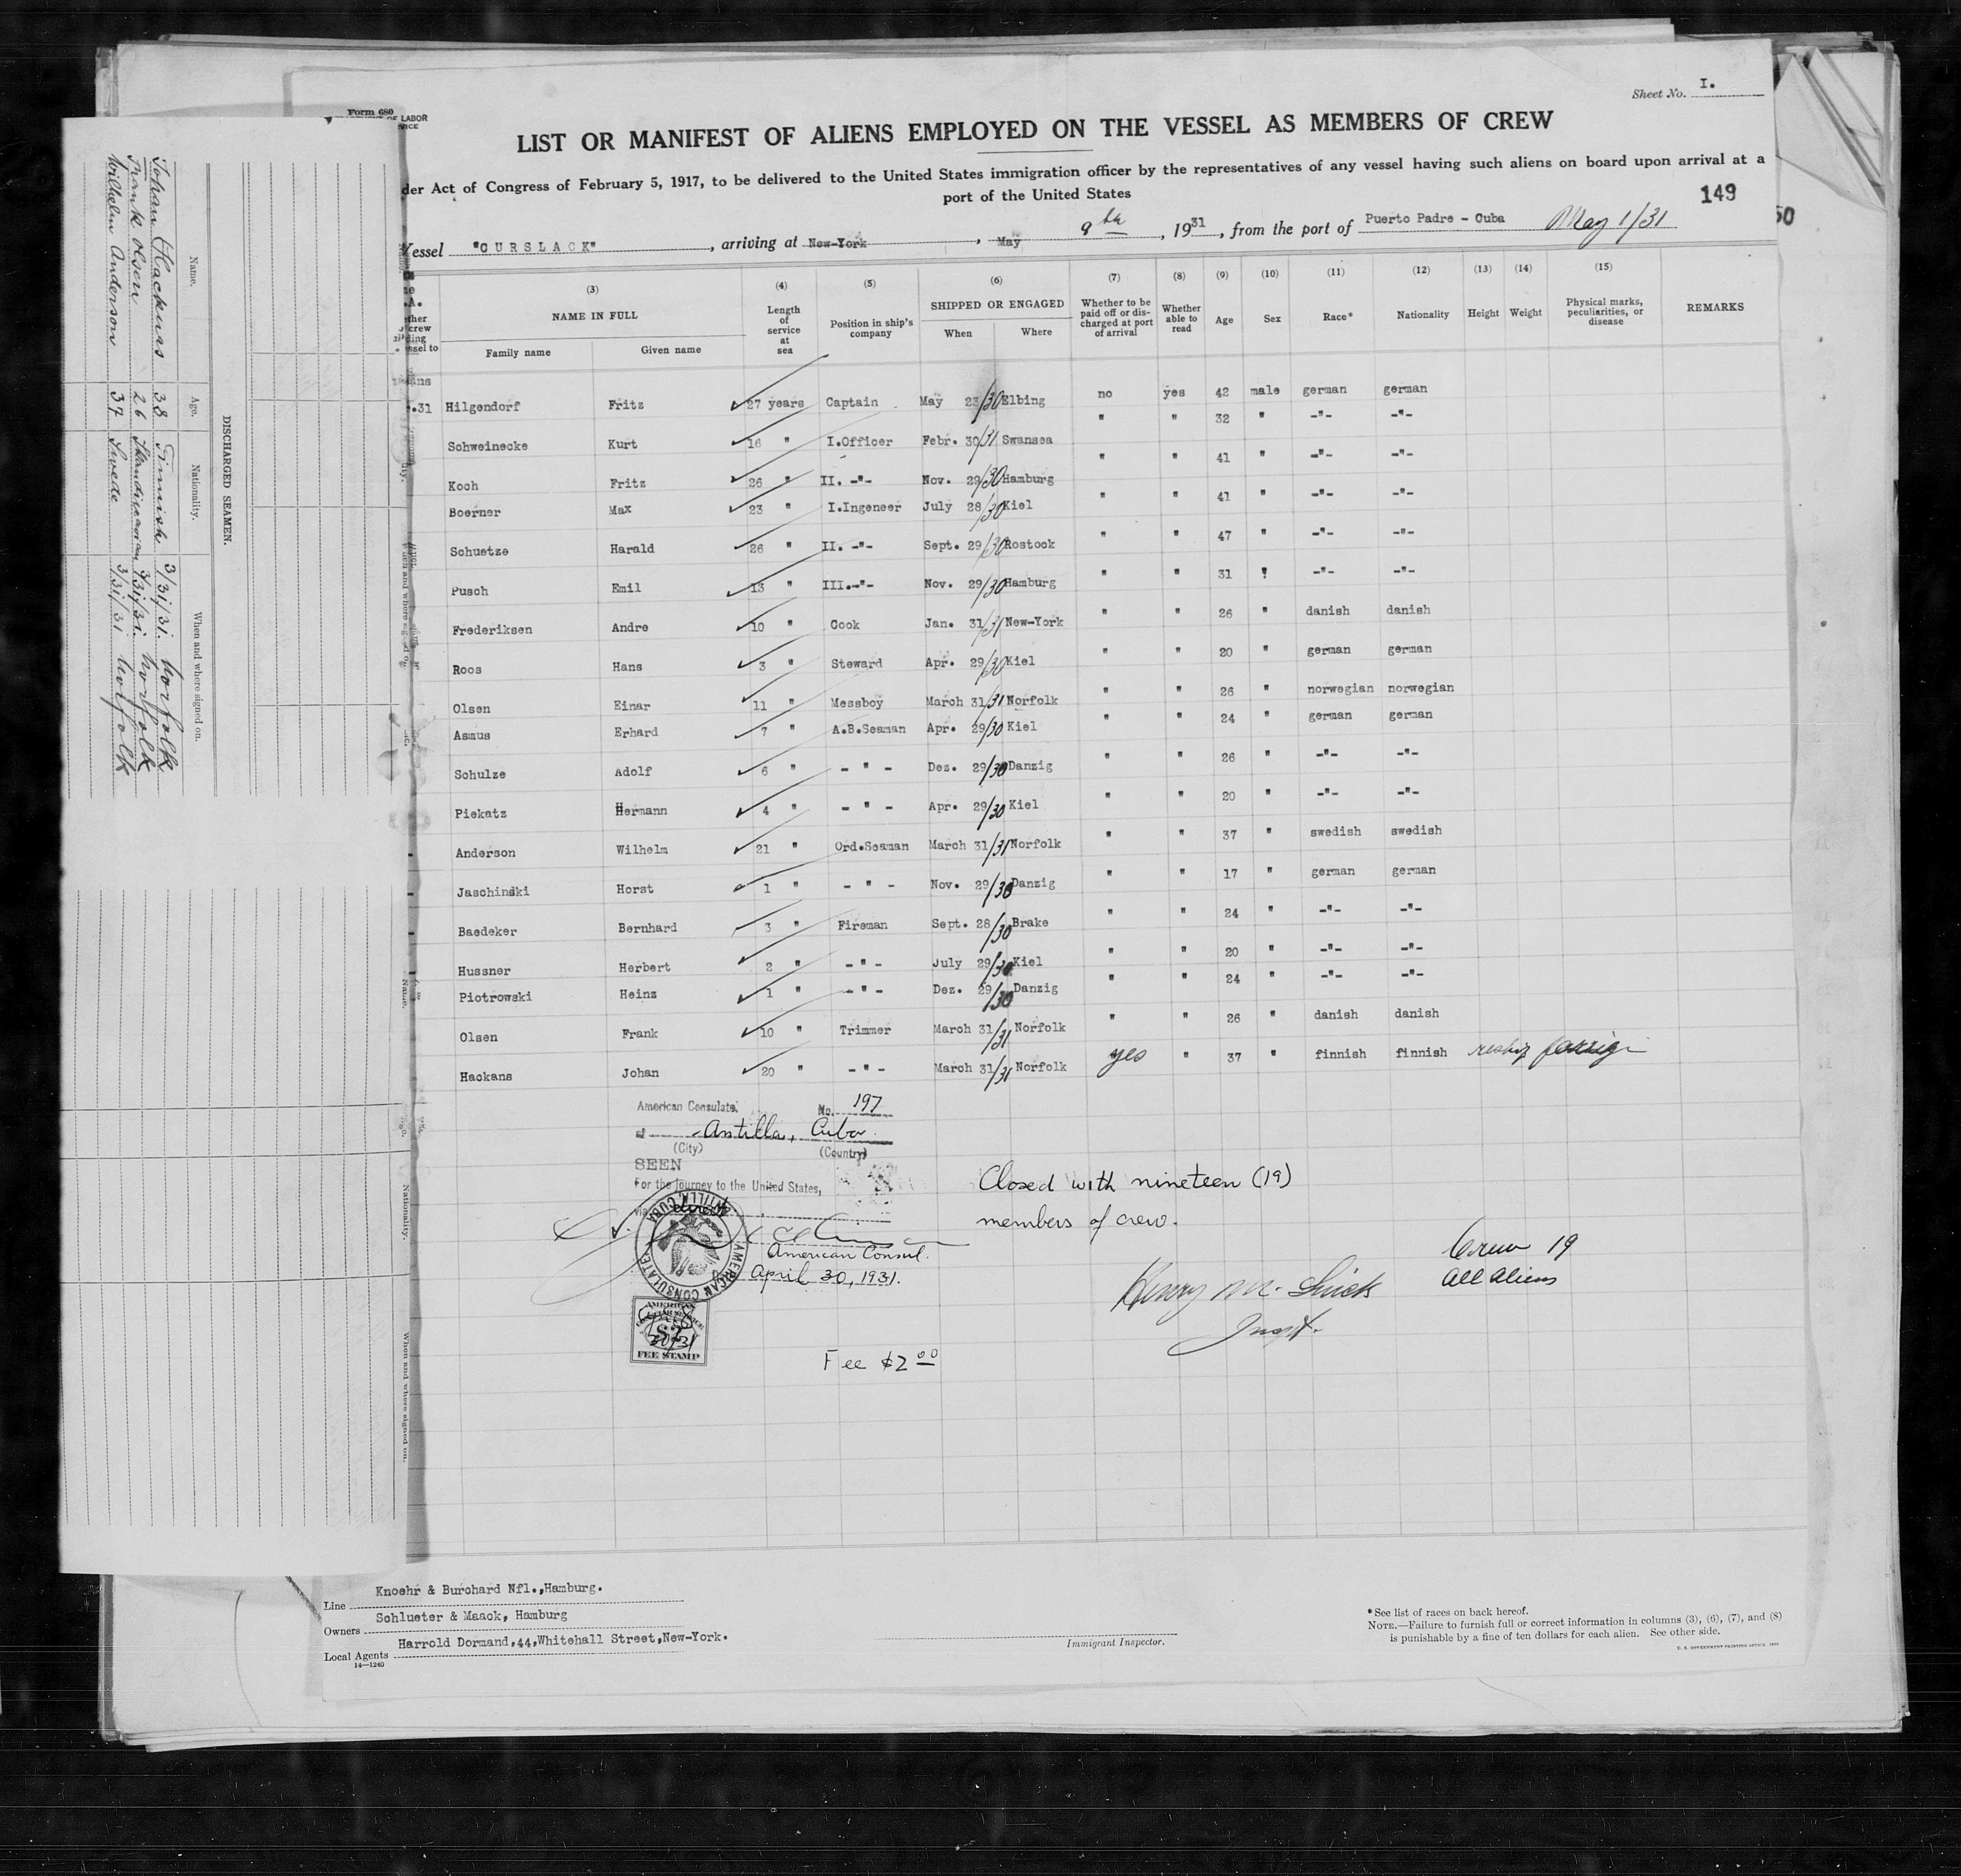 Sheet No. I.
Form 680
OF LABOR
LIST OR MANIFEST OF ALIENS EMPLOYED ON THE VESSEL AS MEMBERS OF CREW
der Act of Congress of February 5, 1917, to be delivered to the United States immigration officer by the representatives of any vessel having such aliens on board upon arrival at a
port of the United States
149
50
Vessel "CURSLACK", arriving at New-York, May 9th, 1931, from the port of Puerto Padre - Cuba May 1/31
(3) (4) (5) (6) (7) (8) (9) (10) (11) (12) (13) (14) (15)
NAME IN FULL
Family name Given name
Length of service at sea
Position in ship's company
SHIPPED OR ENGAGED
When Where
Whether to be paid off or discharged at port of arrival
Whether able to read
Age
Sex
Race*
Nationality
Height
Weight
Physical marks, peculiarities, or disease
REMARKS
Hilgendorf Fritz 27 years Captain May 23/30 Elbing no yes 42 male german german
Schweinecke Kurt 16 " I.Officer Febr. 30/31 Swansea " " 32 " -"- -"-
Koch Fritz 26 " II. -"- Nov. 29/30 Hamburg " " 41 " -"- -"-
Boerner Max 23 " I.Ingeneer July 28/30 Kiel " " 41 " -"- -"-
Schuetze Harald 26 " II. -"- Sept. 29/30 Rostock " " 47 " -"- -"-
Pusch Emil 13 " III.-"- Nov. 29/30 Hamburg " " 31 " -"- -"-
Frederiksen Andre 10 " Cook Jan. 31/31 New-York " " 26 " danish danish
Roos Hans 3 " Steward Apr. 29/30 Kiel " " 20 " german german
Olsen Einar 11 " Messboy March 31/31 Norfolk " " 26 " norwegian norwegian
Asmus Erhard 7 " A.B.Seaman Apr. 29/30 Kiel " " 24 " german german
Schulze Adolf 6 " - " - Dez. 29/30 Danzig " " 26 " -"- -"-
Piekatz Hermann 4 " - " - Apr. 29/30 Kiel " " 20 " -"- -"-
Anderson Wilhelm 21 " Ord.Seaman March 31/31 Norfolk " " 37 " swedish swedish
Jaschinski Horst 1 " - " - Nov. 29/30 Danzig " " 17 " german german
Baedeker Bernhard 3 " Fireman Sept. 28/30 Brake " " 24 " -"- -"-
Hussner Herbert 2 " -"- July 29/30 Kiel " " 20 " -"- -"-
Piotrowski Heinz 1 " -"- Dez. 29/30 Danzig " " 24 " -"- -"-
Olsen Frank 10 " Trimmer March 31/31 Norfolk " " 26 " danish danish
Hackans Johan 20 " -"- March 31/31 Norfolk yes " 37 " finnish finnish reship foreign
American Consulate, No. 197
at Antilla, Cuba
(City) (Country)
SEEN
For the journey to the United States,
via direct
American Consul.
April 30, 1931.
AMERICAN CONSULATE
ANTILLA, CUBA
FEE STAMP
Fee $2.00
Closed with nineteen (19)
members of crew.
Crew 19
All Aliens
Inspt.
Line Knoehr & Burchard Nfl.,Hamburg.
Owners Schlueter & Maack, Hamburg
Local Agents Harrold Dormand,44,Whitehall Street,New-York.
14—1240
Immigrant Inspector.
*See list of races on back hereof.
NOTE.—Failure to furnish full or correct information in columns (3), (6), (7), and (8)
is punishable by a fine of ten dollars for each alien. See other side.
U. S. GOVERNMENT PRINTING OFFICE
DISCHARGED SEAMEN.
Name. Age. Nationality. When and where signed on.
Johan Hackans 38 Finnish 3/31/31. Norfolk
Frank Olsen 26 Skandinavian 3/31/31. Norfolk
Wilhelm Anderson 37 Swede 3/31/31 Norfolk